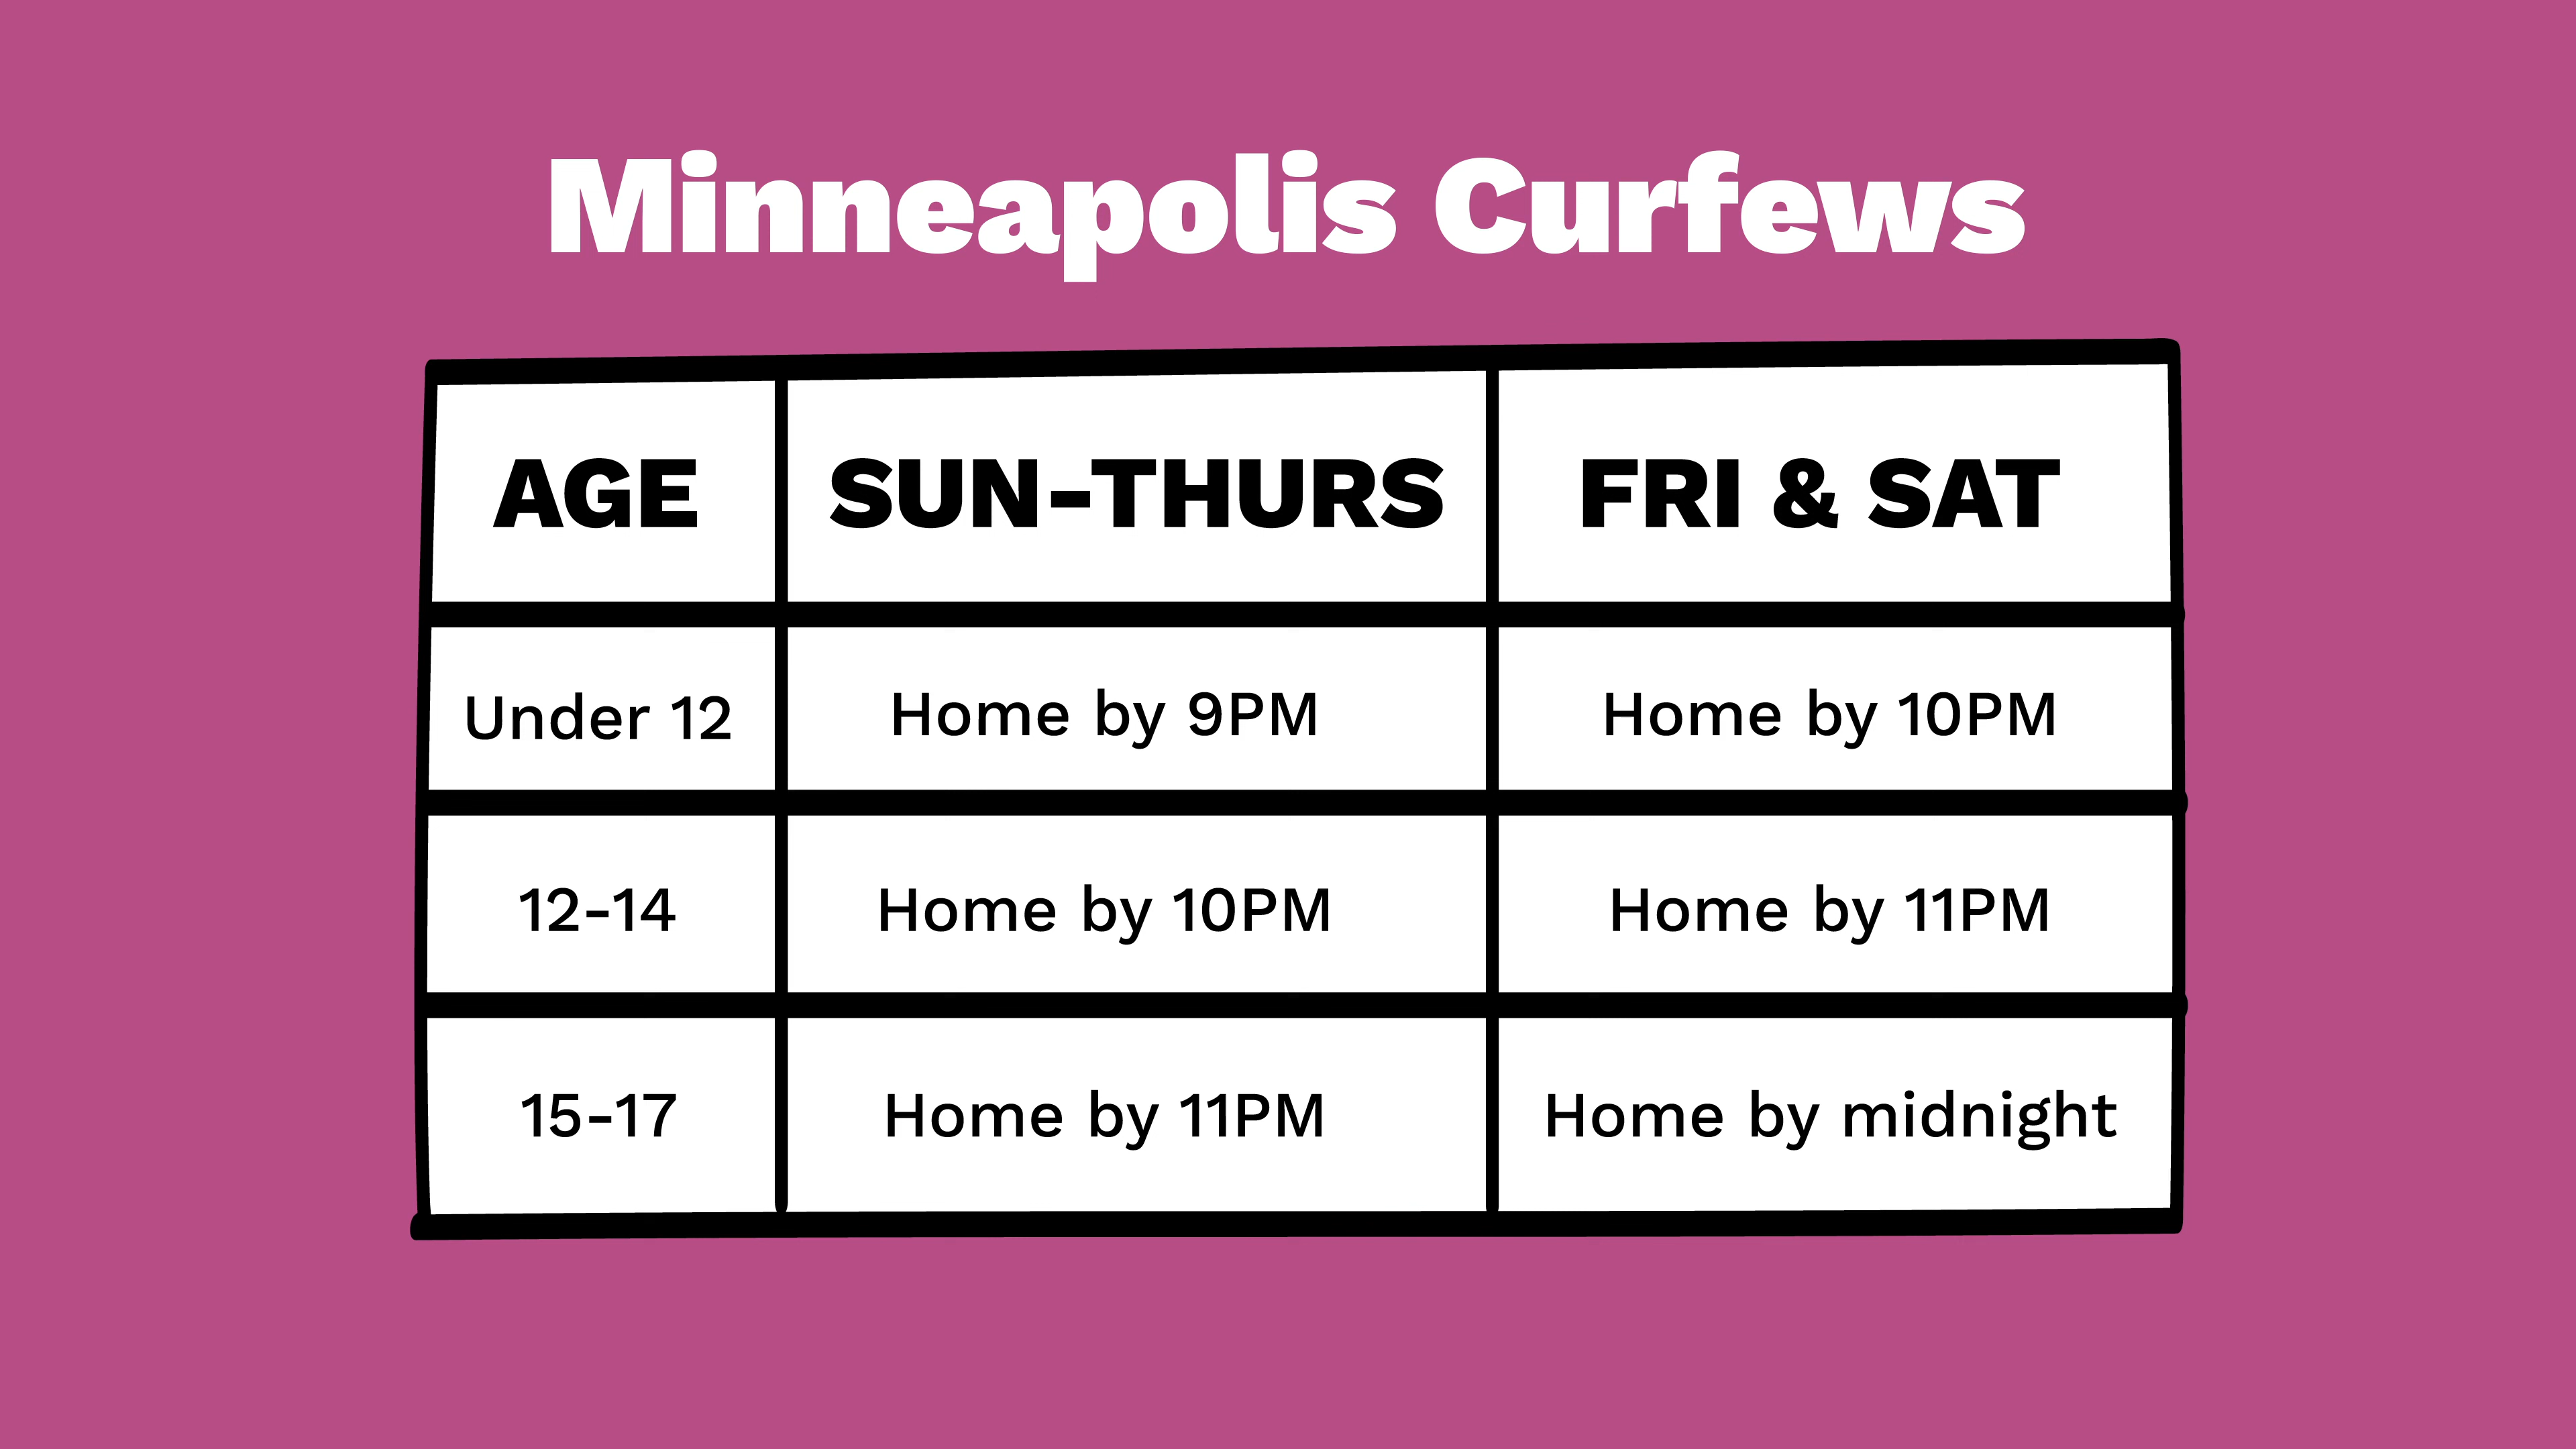 Minneapolis Curfews
AGE SUN-THURS FRI & SAT
Under 12 Home by 9PM Home by 10PM
12-14 Home by 10PM Home by 11PM
15-17 Home by 11PM Home by midnight